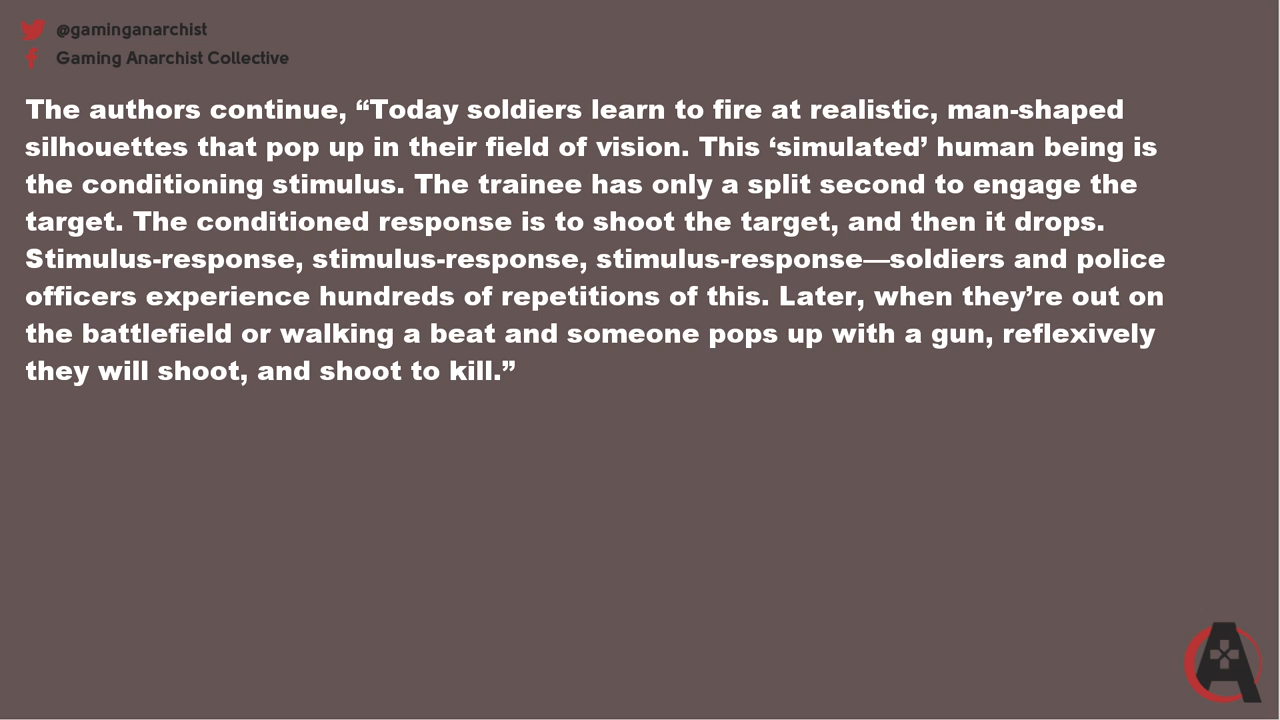 @gaminganarchist
Gaming Anarchist Collective
The authors continue, “Today soldiers learn to fire at realistic, man-shaped
silhouettes that pop up in their field of vision. This ‘simulated’ human being is
the conditioning stimulus. The trainee has only a split second to engage the
target. The conditioned response is to shoot the target, and then it drops.
Stimulus-response, stimulus-response, stimulus-response—soldiers and police
officers experience hundreds of repetitions of this. Later, when they’re out on
the battlefield or walking a beat and someone pops up with a gun, reflexively
they will shoot, and shoot to kill.”